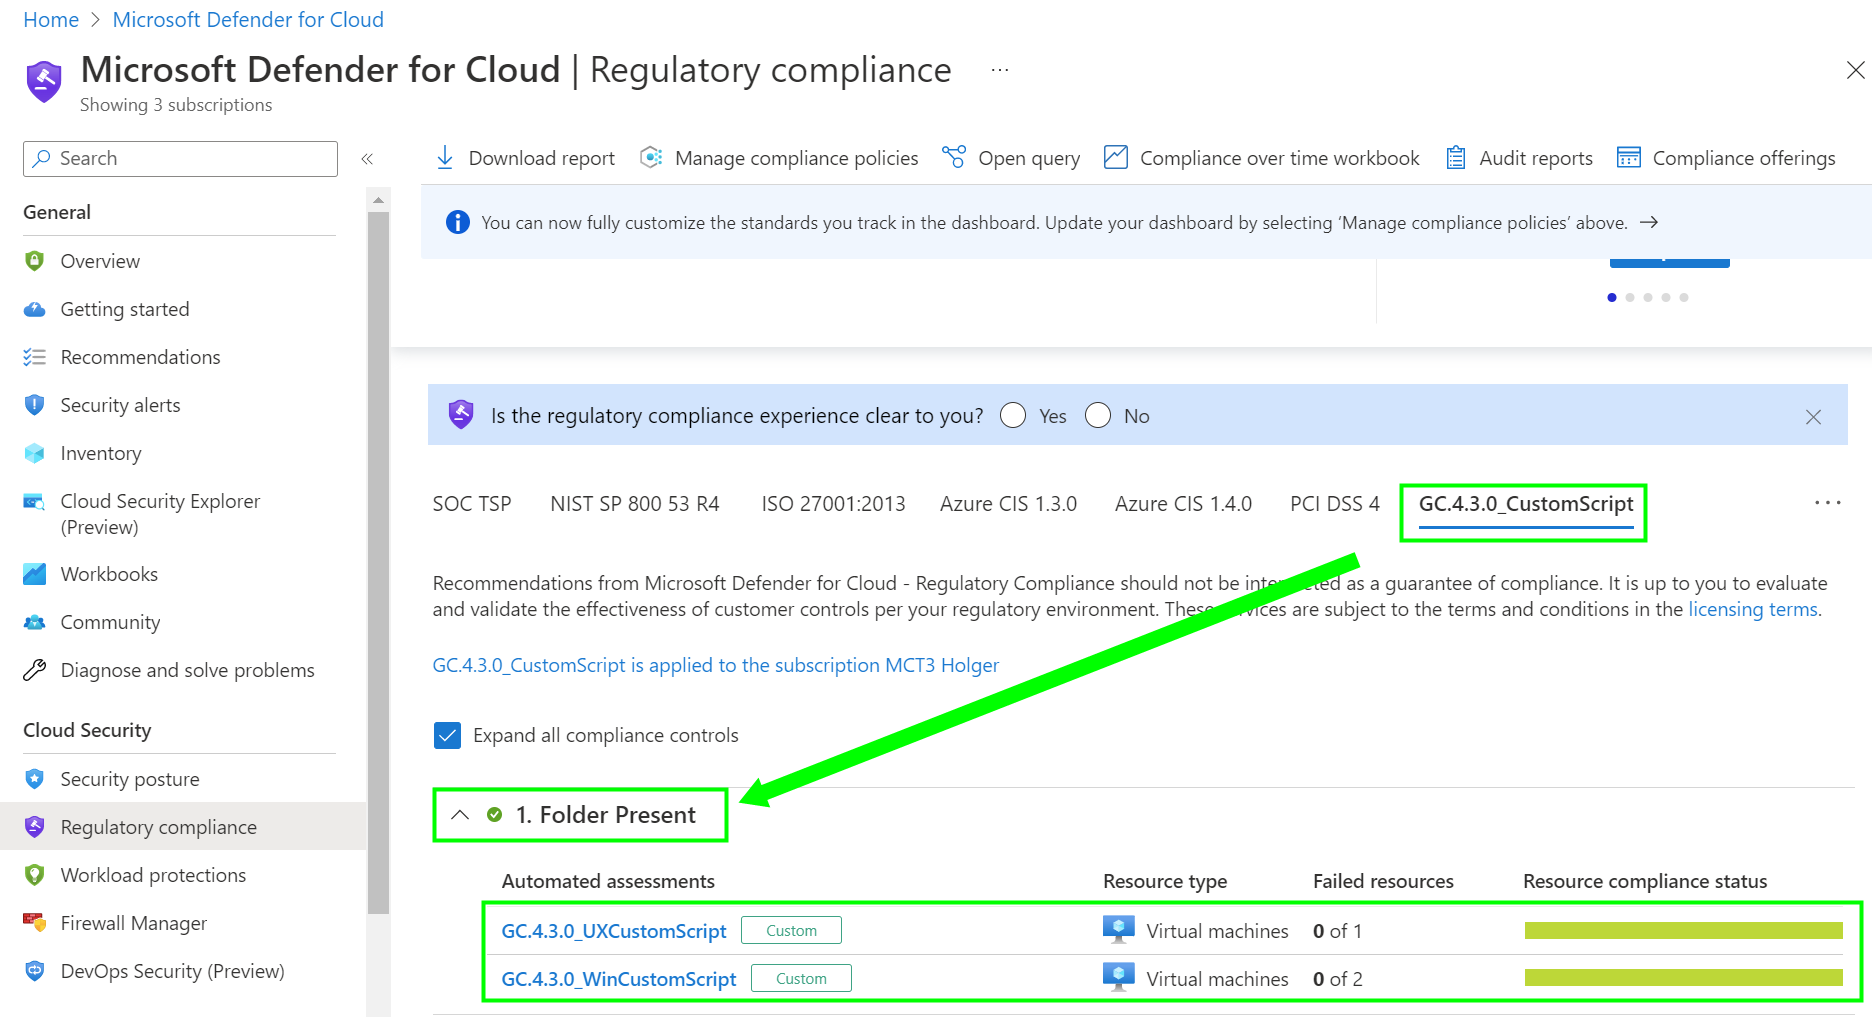 Home > Microsoft Defender for Cloud
Microsoft Defender for Cloud | Regulatory compliance ...
Showing 3 subscriptions
Search
«
Download report
Manage compliance policies
Open query
Compliance over time workbook
Audit reports
Compliance offerings
You can now fully customize the standards you track in the dashboard. Update your dashboard by selecting ‘Manage compliance policies’ above. →
General
Overview
Getting started
Recommendations
Security alerts
Inventory
Cloud Security Explorer
(Preview)
Workbooks
Community
Diagnose and solve problems
Cloud Security
Security posture
Regulatory compliance
Workload protections
Firewall Manager
DevOps Security (Preview)
Is the regulatory compliance experience clear to you? Yes No
SOC TSP NIST SP 800 53 R4 ISO 27001:2013 Azure CIS 1.3.0 Azure CIS 1.4.0 PCI DSS 4 GC.4.3.0_CustomScript ...
Recommendations from Microsoft Defender for Cloud - Regulatory Compliance should not be as a guarantee of compliance. It is up to you to evaluate
and validate the effectiveness of customer controls per your regulatory environment. are subject to the terms and conditions in the licensing terms.
GC.4.3.0_CustomScript is applied to the subscription MCT3 Holger
Expand all compliance controls
1. Folder Present
Automated assessments Resource type Failed resources Resource compliance status
GC.4.3.0_UXCustomScript Custom Virtual machines 0 of 1
GC.4.3.0_WinCustomScript Custom Virtual machines 0 of 2